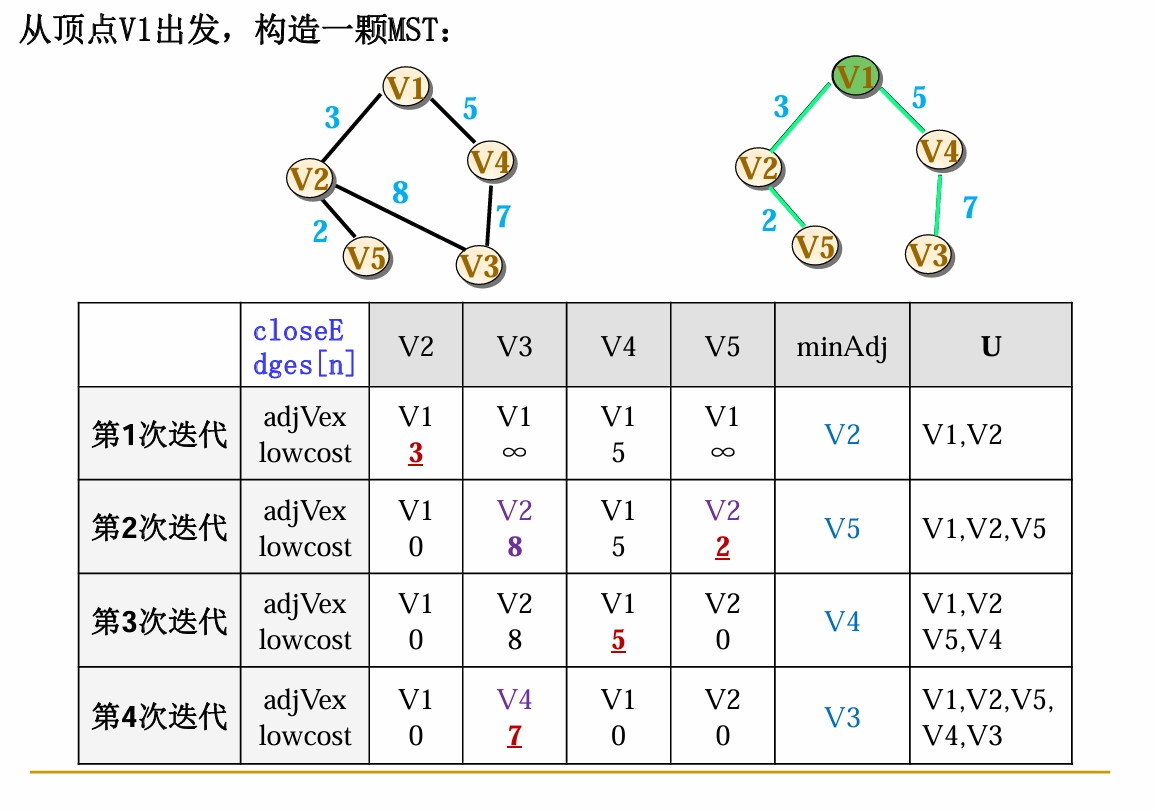 从顶点V1出发，构造一颗MST：
V1
3
5
V2
V4
8
7
2
V5
V3
V1
3
5
V2
V4
2
7
V5
V3
closeE
dges[n]
V2
V3
V4
V5
minAdj
U
第1次迭代
adjVex
lowcost
V1
3
V1
∞
V1
5
V1
∞
V2
V1,V2
第2次迭代
adjVex
lowcost
V1
0
V2
8
V1
5
V2
2
V5
V1,V2,V5
第3次迭代
adjVex
lowcost
V1
0
V2
8
V1
5
V2
0
V4
V1,V2
V5,V4
第4次迭代
adjVex
lowcost
V1
0
V4
7
V1
0
V2
0
V3
V1,V2,V5,
V4,V3